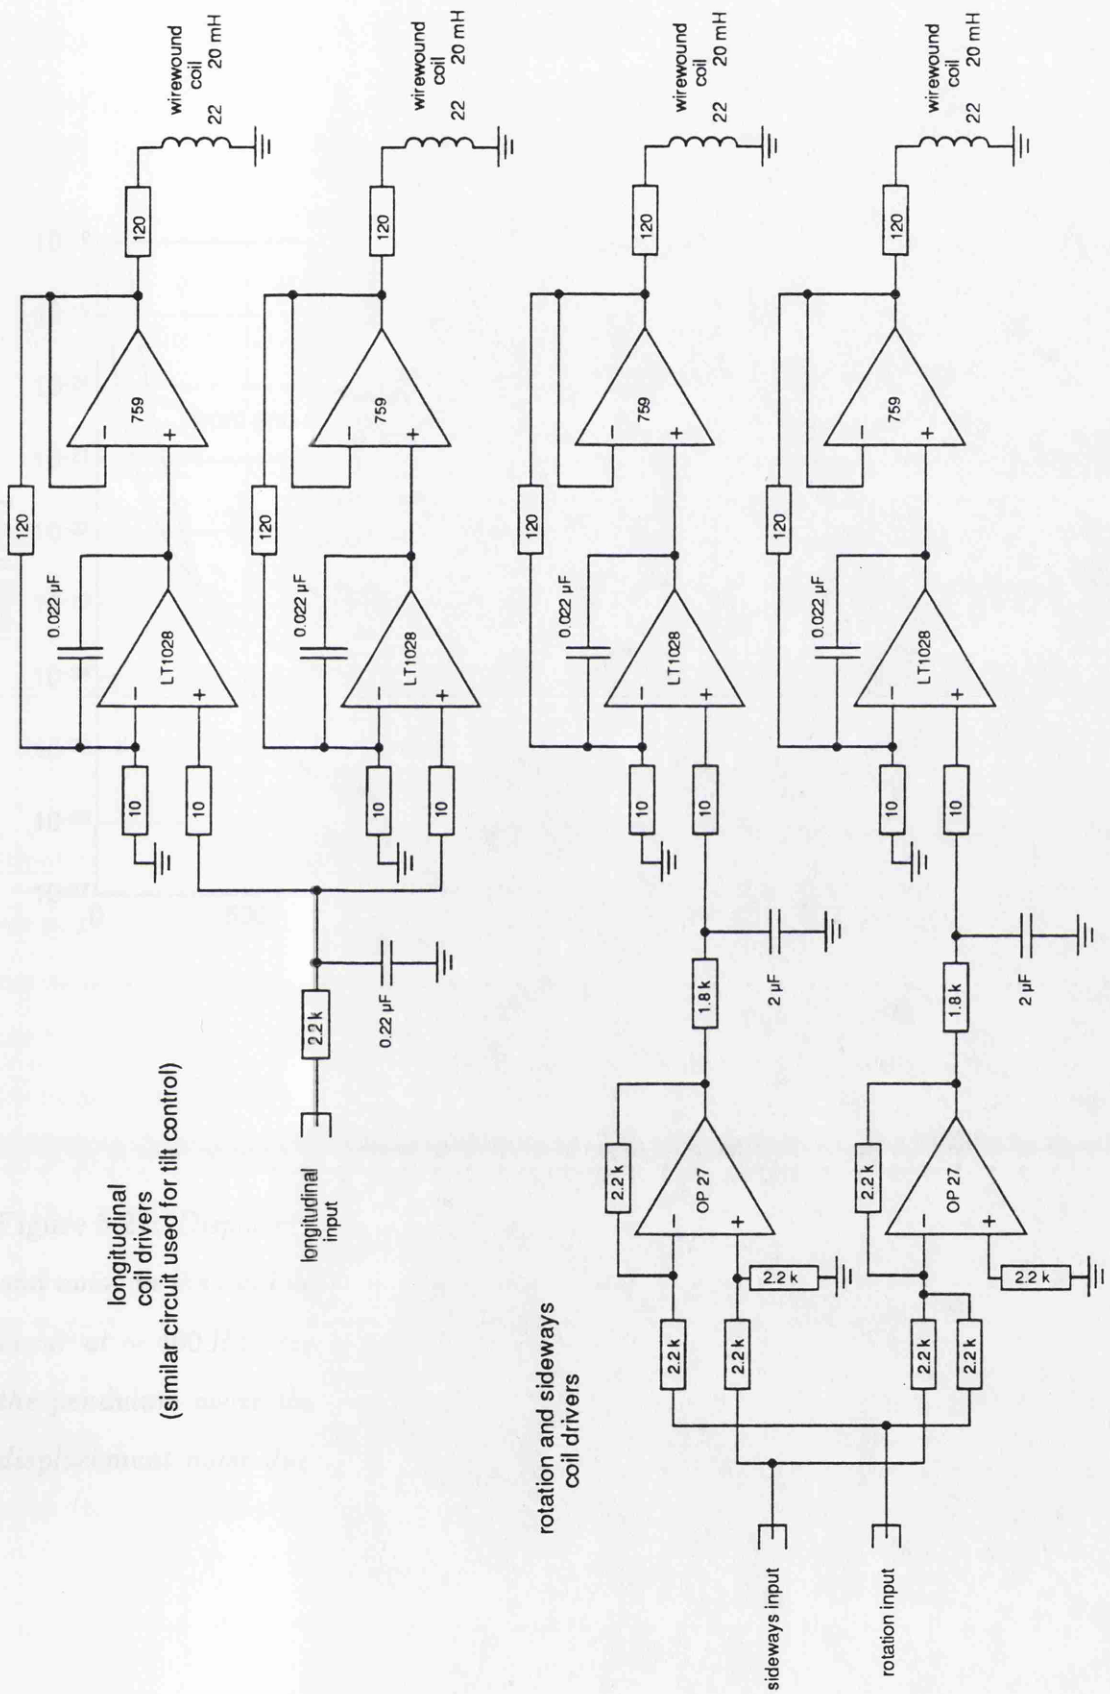 longitudinal
coil drivers
(similar circuit used for tilt control)
longitudinal
input
2.2 k
0.22 µF
10
10
LT1028
−
+
0.022 µF
120
759
−
+
120
wirewound
coil
22 20 mH
10
10
LT1028
−
+
0.022 µF
120
759
−
+
120
wirewound
coil
22 20 mH
rotation and sideways
coil drivers
sideways input
rotation input
2.2 k
2.2 k
2.2 k
2.2 k
OP 27
−
+
1.8 k
2 µF
10
10
LT1028
−
+
0.022 µF
120
759
−
+
120
wirewound
coil
22 20 mH
2.2 k
2.2 k
2.2 k
2.2 k
OP 27
+
1.8 k
2 µF
10
10
LT1028
−
+
0.022 µF
120
759
−
+
120
wirewound
coil
22 20 mH